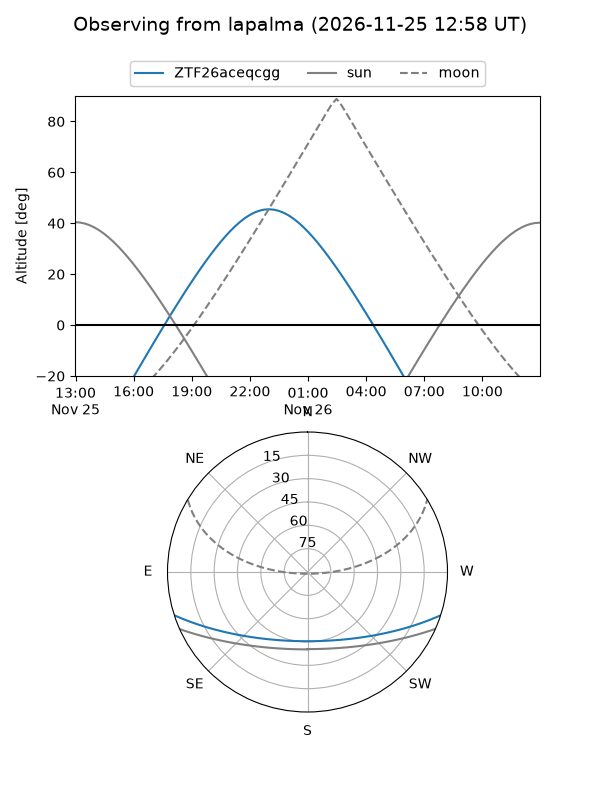 Observing from lapalma (2026-11-25 12:58 UT)
ZTF26aceqcgg
sun
moon
Altitude [deg]
80
60
40
20
0
−20
13:00
Nov 25
16:00
19:00
22:00
01:00
Nov 26
04:00
07:00
10:00
N
NE
NW
15
30
45
60
75
E
W
SE
SW
S